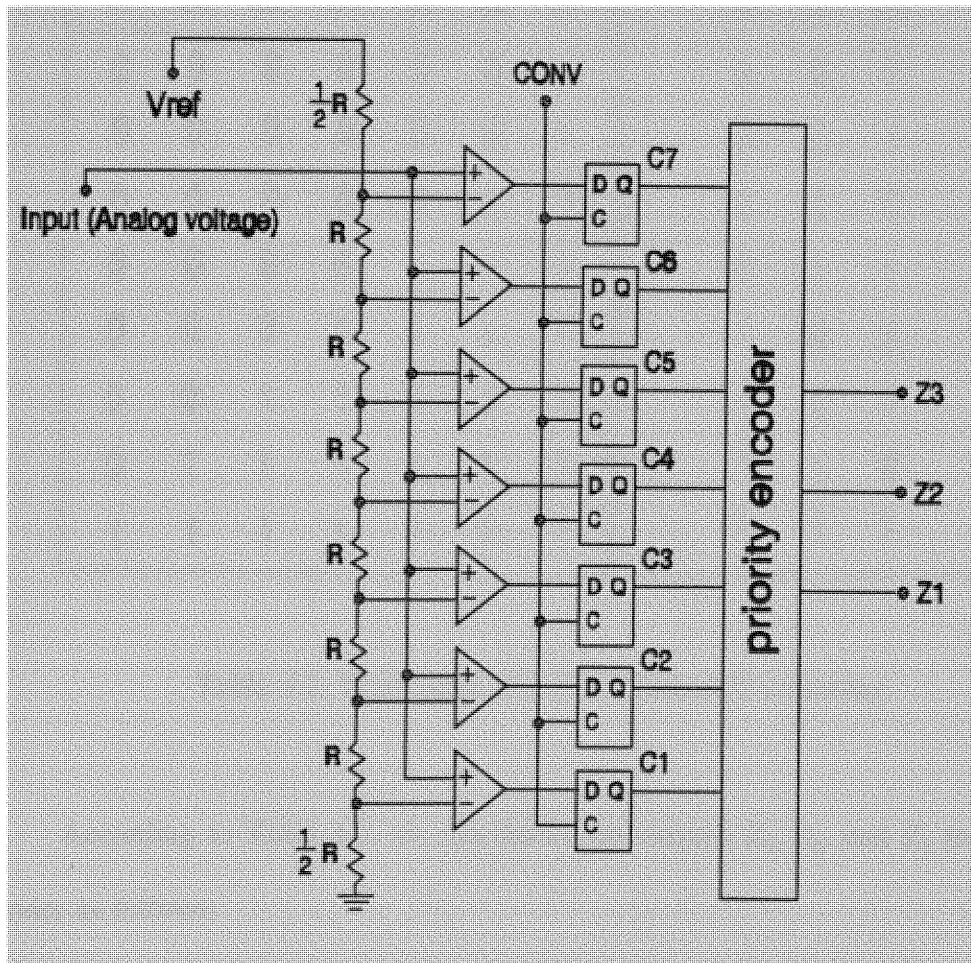 Vref
1/2 R
CONV
Input (Analog voltage)
+
−
D Q
C
C7
R
+
−
D Q
C
C6
R
+
−
D Q
C
C5
R
+
−
D Q
C
C4
R
+
−
D Q
C
C3
R
+
−
D Q
C
C2
R
+
−
D Q
C
C1
1/2 R
priority encoder
Z3
Z2
Z1